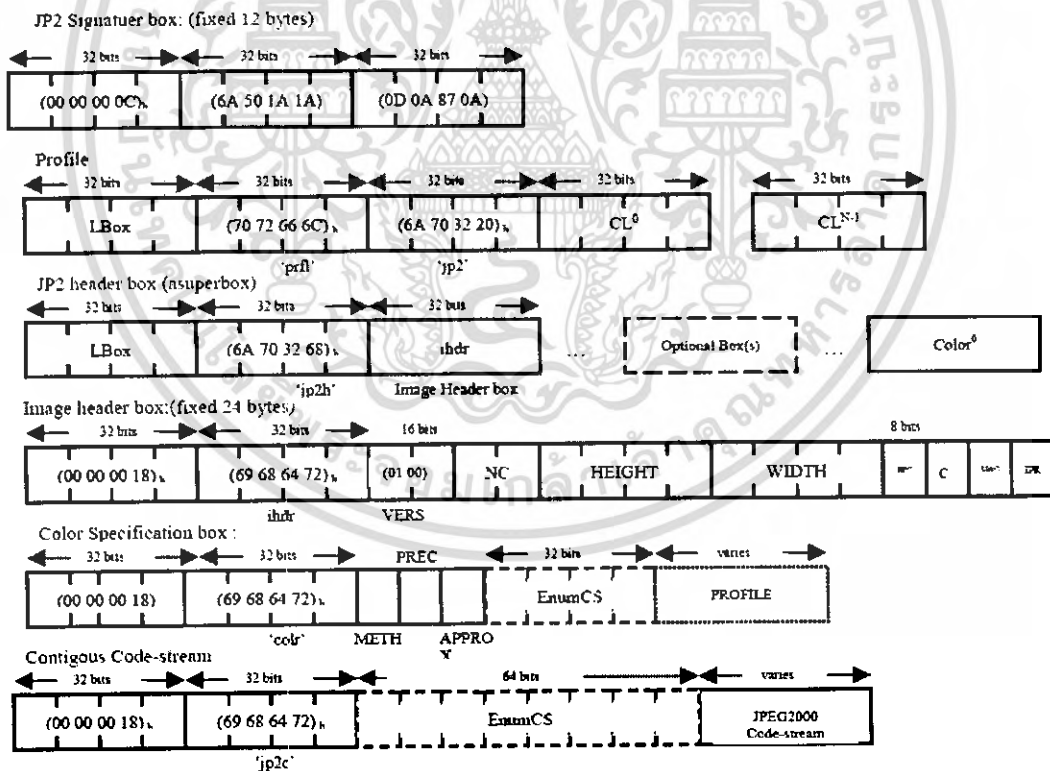 JP2 Signatuer box: (fixed 12 bytes)
32 bits 32 bits 32 bits
(00 00 00 0C)h (6A 50 1A 1A) (0D 0A 87 0A)
Profile
32 bits 32 bits 32 bits 32 bits 32 bits
LBox (70 72 66 6C)h (6A 70 32 20)h CL0 CLN-1
'prfl' 'jp2'
JP2 header box (asuperbox)
32 bits 32 bits 32 bits
LBox (6A 70 32 68)h ihdr ... Optional Box(s) ... Color0
'jp2h' Image Header box
Image header box:(fixed 24 bytes)
32 bits 32 bits 16 bits 8 bits
(00 00 00 18)h (69 68 64 72)h (01 00) NC HEIGHT WIDTH C IPR
ihdr VERS
Color Specification box :
32 bits 32 bits PREC 32 bits varies
(00 00 00 18) (69 68 64 72)h EnumCS PROFILE
'colr' METH APPRO
X
Contigous Code-stream
32 bits 32 bits 64 bits varies
(00 00 00 18)h (69 68 64 72)h EnumCS JPEG2000
Code-stream
'jp2c'